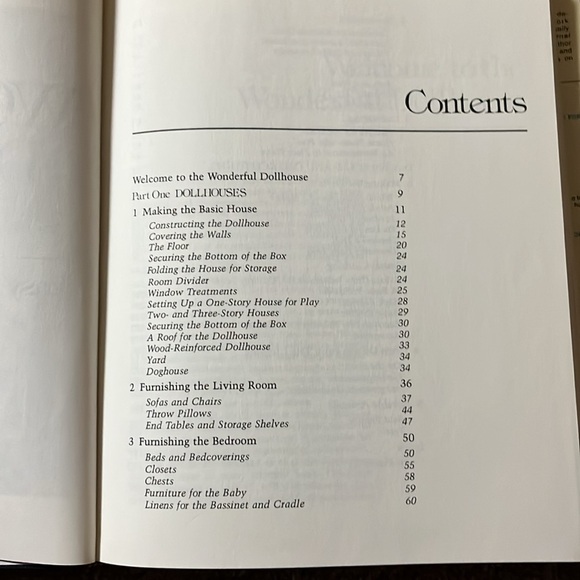 Contents
Welcome to the Wonderful Dollhouse 7
Part One DOLLHOUSES 9
1 Making the Basic House 11
Constructing the Dollhouse 12
Covering the Walls 15
The Floor 20
Securing the Bottom of the Box 24
Folding the House for Storage 24
Room Divider 24
Window Treatments 25
Setting Up a One-Story House for Play 28
Two- and Three-Story Houses 29
Securing the Bottom of the Box 30
A Roof for the Dollhouse 30
Wood-Reinforced Dollhouse 33
Yard 34
Doghouse 34
2 Furnishing the Living Room 36
Sofas and Chairs 37
Throw Pillows 44
End Tables and Storage Shelves 47
3 Furnishing the Bedroom 50
Beds and Bedcoverings 50
Closets 55
Chests 58
Furniture for the Baby 59
Linens for the Bassinet and Cradle 60